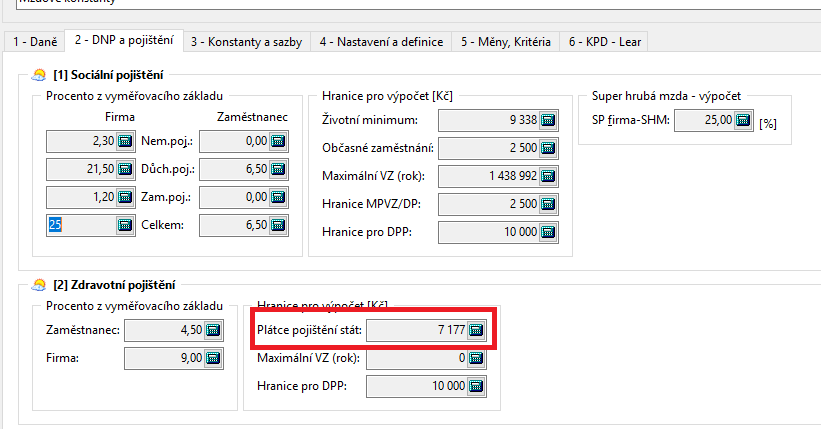 Mzdové konstanty
1 - Daně 2 - DNP a pojištění 3 - Konstanty a sazby 4 - Nastavení a definice 5 - Měny, Kritéria 6 - KPD - Lear
[1] Sociální pojištění
Procento z vyměřovacího základu
Firma Zaměstnanec
2,30 Nem.poj.: 0,00
21,50 Důch.poj.: 6,50
1,20 Zam.poj.: 0,00
25 Celkem: 6,50
Hranice pro výpočet [Kč]
Životní minimum: 9 338
Občasné zaměstnání: 2 500
Maximální VZ (rok): 1 438 992
Hranice MPVZ/DP: 2 500
Hranice pro DPP: 10 000
Super hrubá mzda - výpočet
SP firma-SHM: 25,00 [%]
[2] Zdravotní pojištění
Procento z vyměřovacího základu
Zaměstnanec: 4,50
Firma: 9,00
Hranice pro výpočet [Kč]
Plátce pojištění stát: 7 177
Maximální VZ (rok): 0
Hranice pro DPP: 10 000